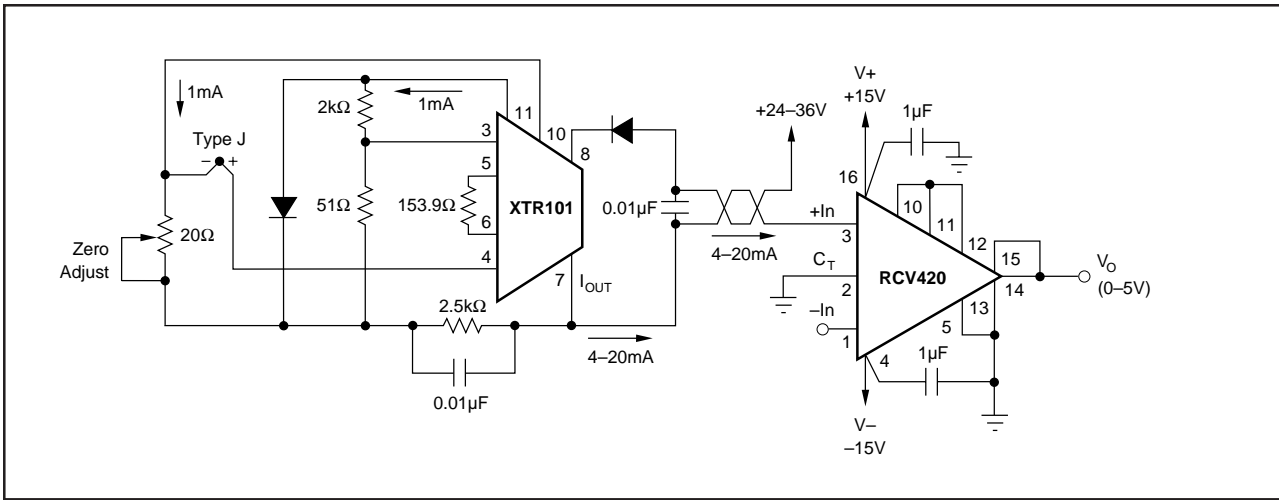 1mA
Type J
– +
20Ω
Zero
Adjust
2kΩ
1mA
51Ω
153.9Ω
3
5
6
4
11
10
8
7
XTR101
I_OUT
2.5kΩ
0.01µF
4–20mA
0.01µF
+24–36V
4–20mA
V+
+15V
1µF
16
+In
3
C_T
2
–In
1
10
11
12
15
14
13
5
4
RCV420
V_O
(0–5V)
1µF
V–
–15V